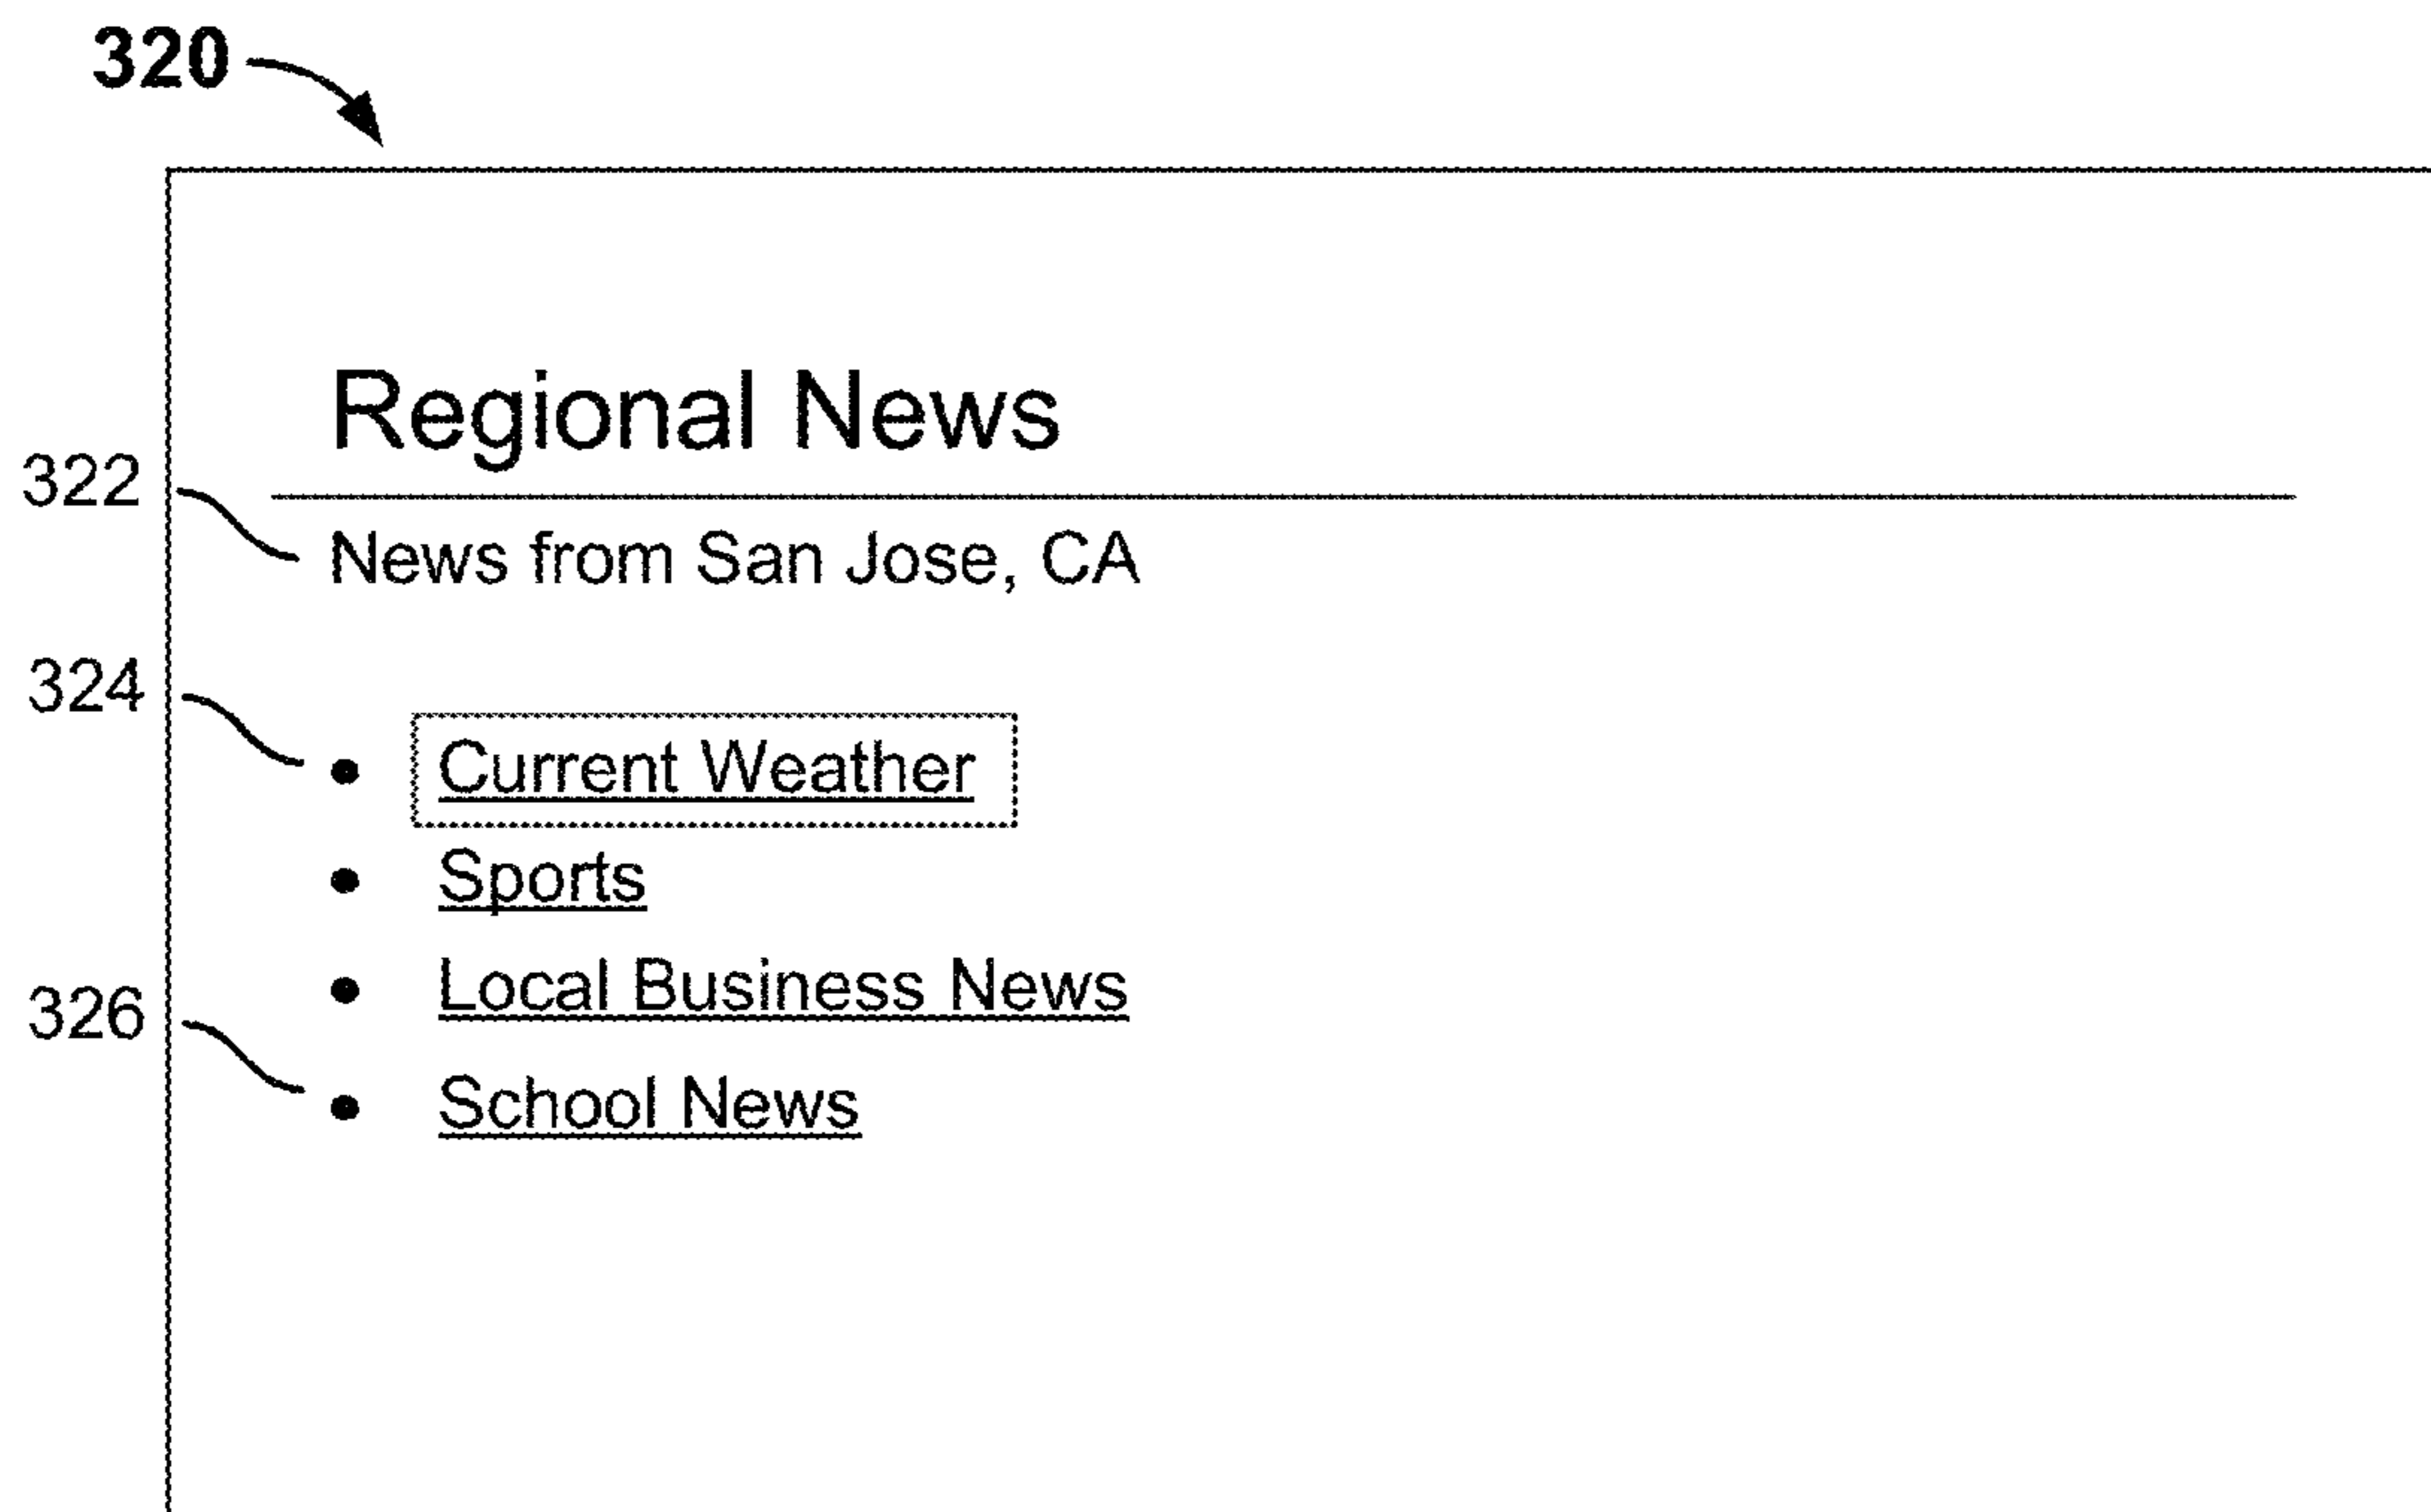 320
Regional News
322
News from San Jose, CA
324
• Current Weather
• Sports
• Local Business News
326
• School News